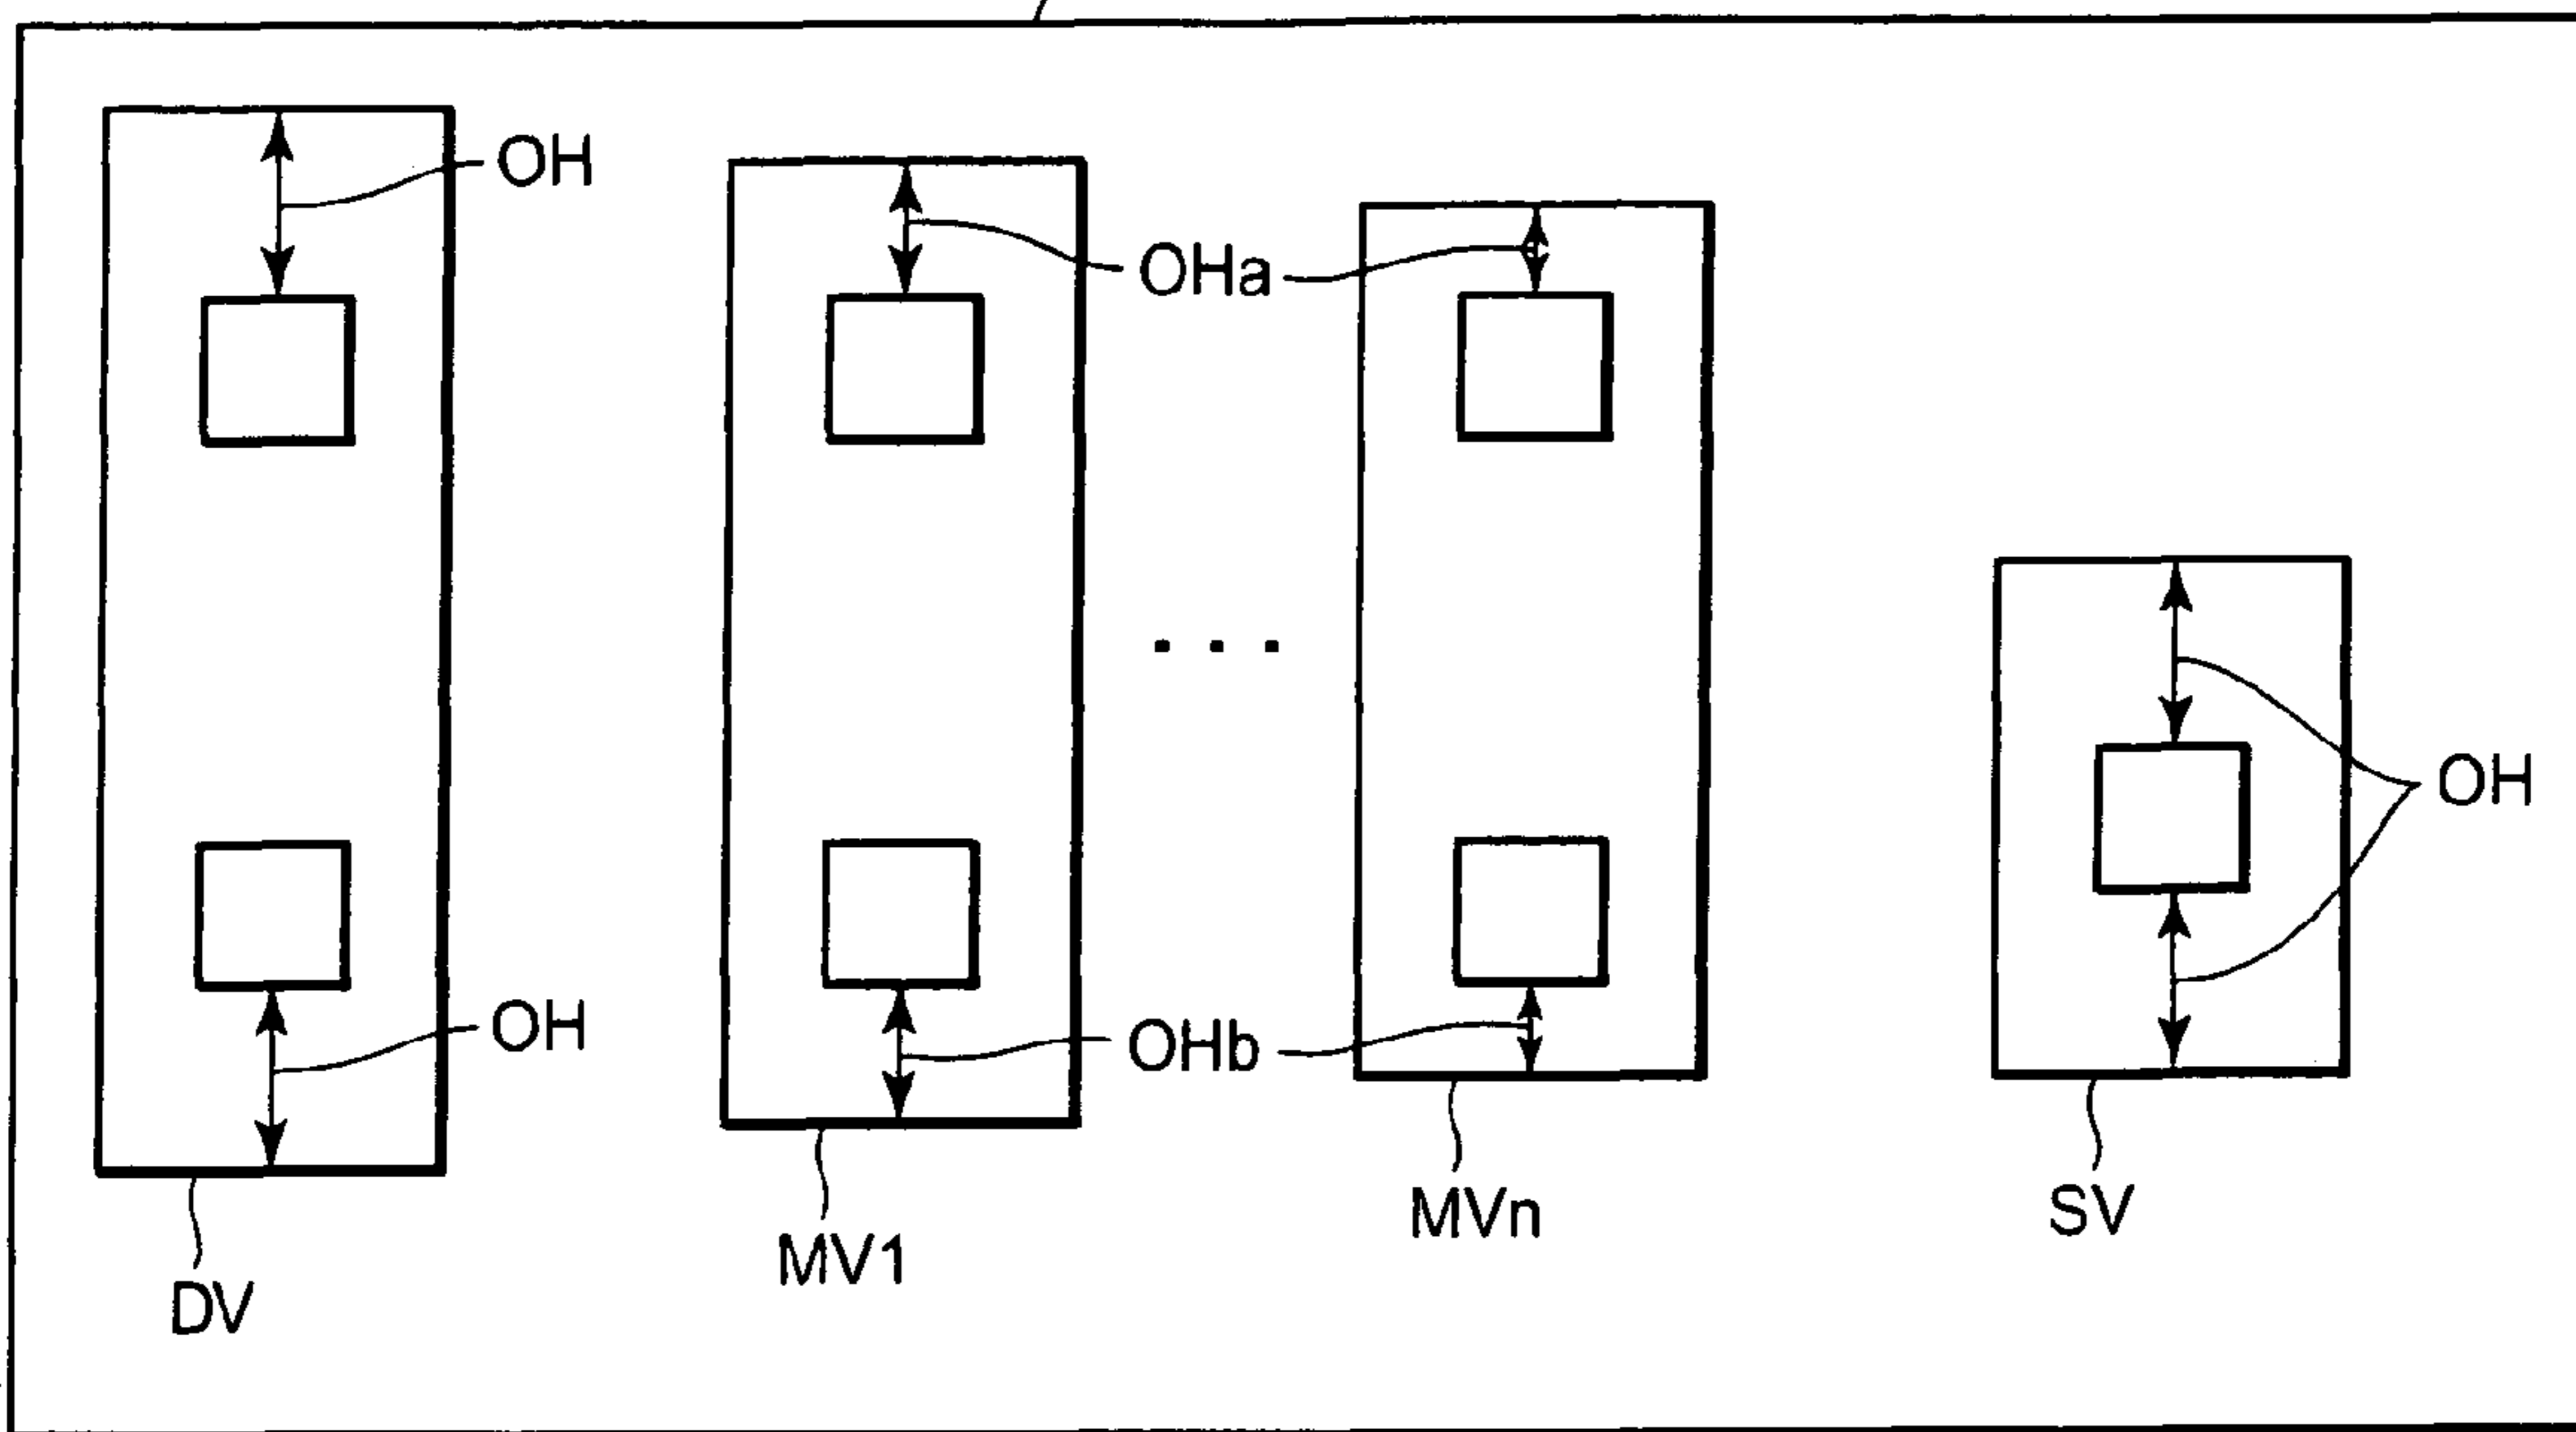 OH
OHa
. . .
OH
OH
OHb
MVn
SV
MV1
DV